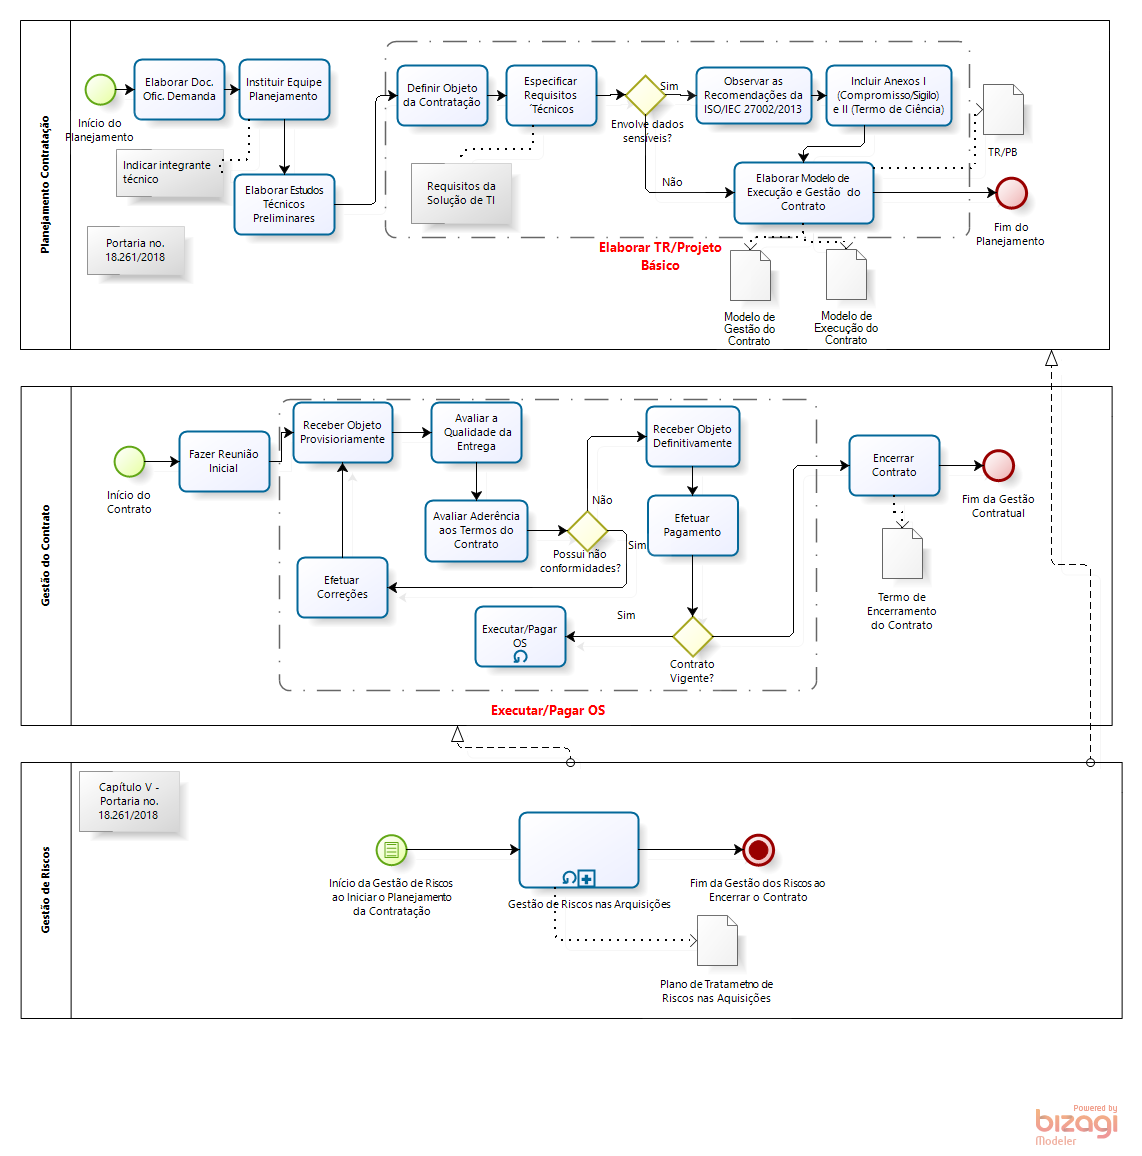 Planejamento Contratação
Início do
Planejamento
Elaborar Doc.
Ofic. Demanda
Instituir Equipe
Planejamento
Indicar integrante
técnico
Elaborar Estudos
Técnicos
Preliminares
Portaria no.
18.261/2018
Definir Objeto
da Contratação
Especificar
Requisitos
´Técnicos
Requisitos da
Solução de TI
Envolve dados
sensíveis?
Sim
Não
Observar as
Recomendações da
ISO/IEC 27002/2013
Incluir Anexos I
(Compromisso/Sigilo)
e II (Termo de Ciência)
TR/PB
Elaborar Modelo de
Execução e Gestão do
Contrato
Fim do
Planejamento
Elaborar TR/Projeto
Básico
Modelo de
Gestão do
Contrato
Modelo de
Execução do
Contrato
Gestão do Contrato
Início do
Contrato
Fazer Reunião
Inicial
Receber Objeto
Provisioriamente
Avaliar a
Qualidade da
Entrega
Avaliar Aderência
aos Termos do
Contrato
Possui não
conformidades?
Não
Sim
Efetuar
Correções
Receber Objeto
Definitivamente
Efetuar
Pagamento
Contrato
Vigente?
Sim
Executar/Pagar
OS
Executar/Pagar OS
Encerrar
Contrato
Fim da Gestão
Contratual
Termo de
Encerramento
do Contrato
Gestão de Riscos
Capítulo V -
Portaria no.
18.261/2018
Início da Gestão de Riscos
ao Iniciar o Planejamento
da Contratação
Gestão de Riscos nas Arquisições
Fim da Gestão dos Riscos ao
Encerrar o Contrato
Plano de Tratametno de
Riscos nas Aquisições
Powered by
bizagi
Modeler